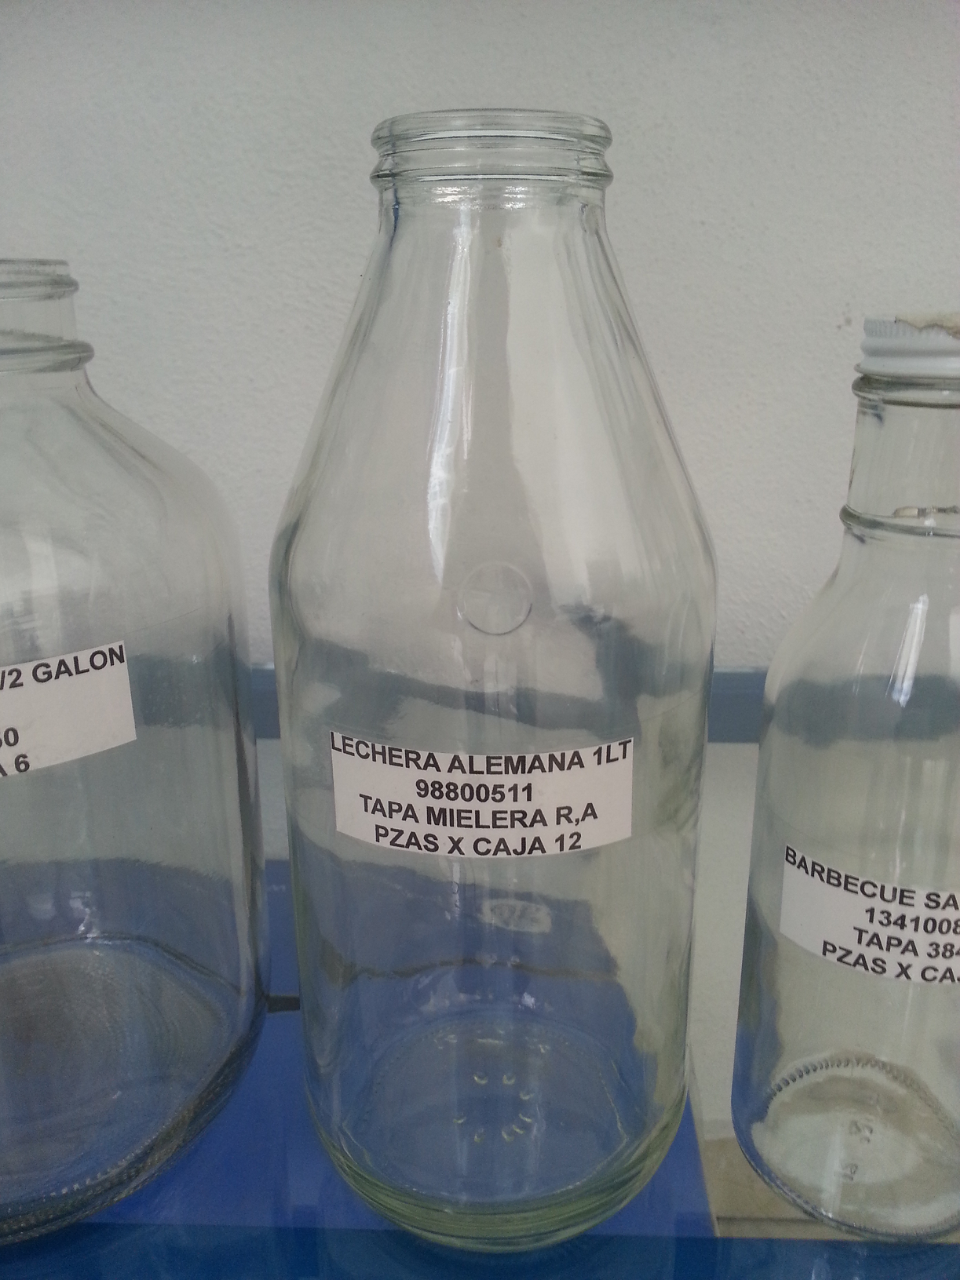 /2 GALON
50
A 6
LECHERA ALEMANA 1LT
98800511
TAPA MIELERA R,A
PZAS X CAJA 12
BARBECUE SA
1341008
TAPA 384
PZAS X CAJ